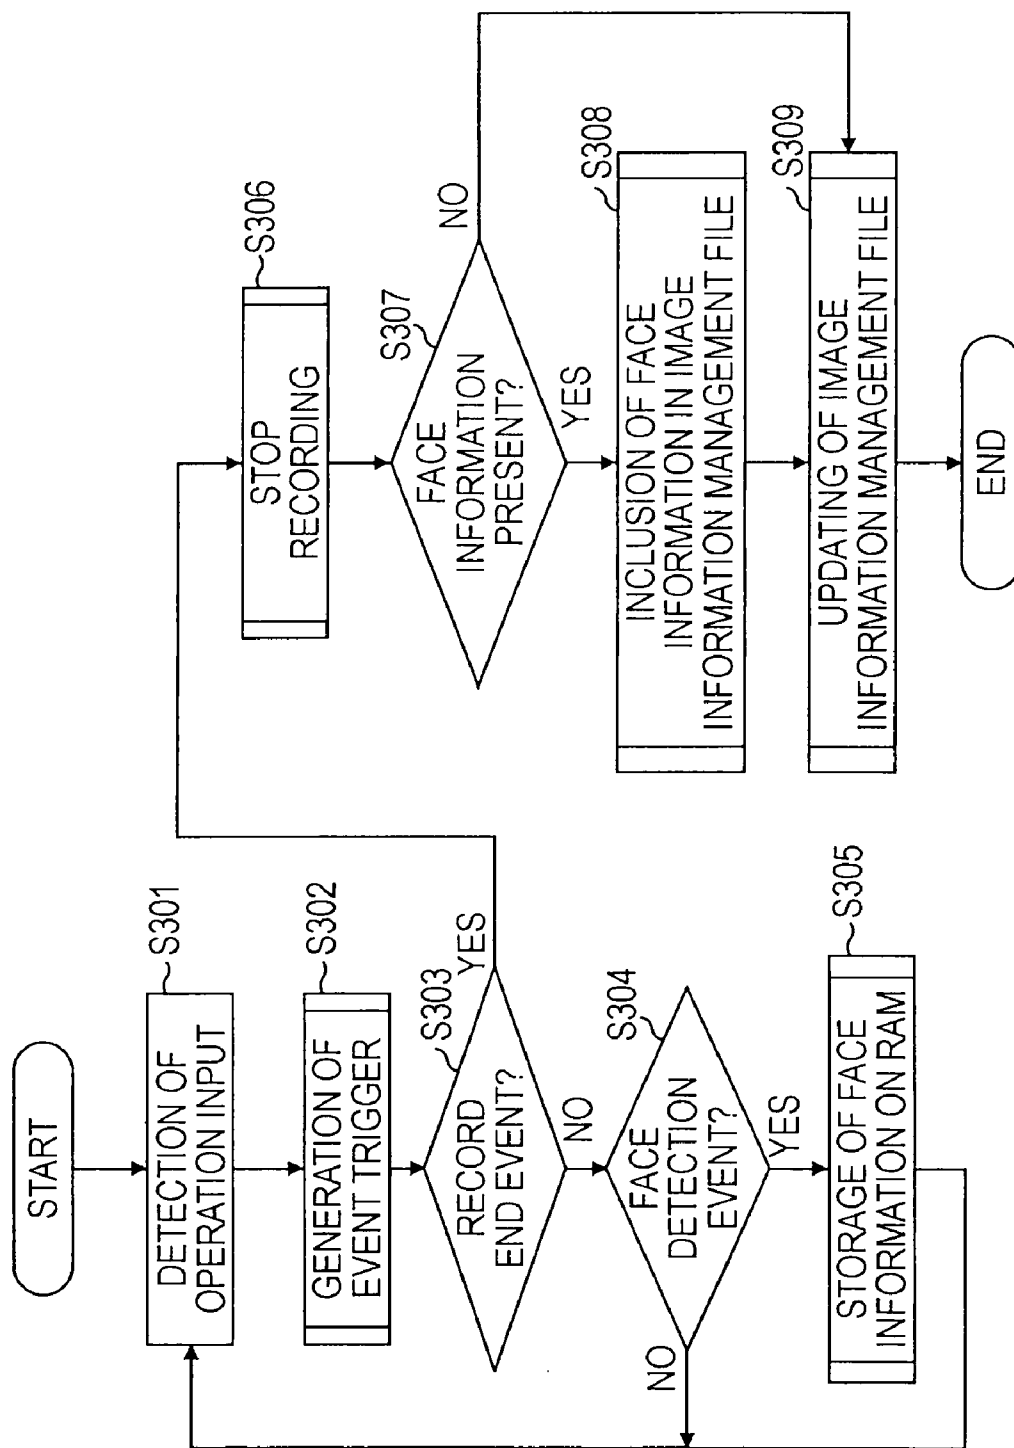 START
S301
DETECTION OF
OPERATION INPUT
S302
GENERATION OF
EVENT TRIGGER
S303
RECORD
END EVENT?
YES
NO
S304
FACE
DETECTION
EVENT?
NO
YES
S305
STORAGE OF FACE
INFORMATION ON RAM
S306
STOP
RECORDING
S307
FACE
INFORMATION
PRESENT?
NO
YES
S308
INCLUSION OF FACE
INFORMATION IN IMAGE
INFORMATION MANAGEMENT FILE
S309
UPDATING OF IMAGE
INFORMATION MANAGEMENT FILE
END